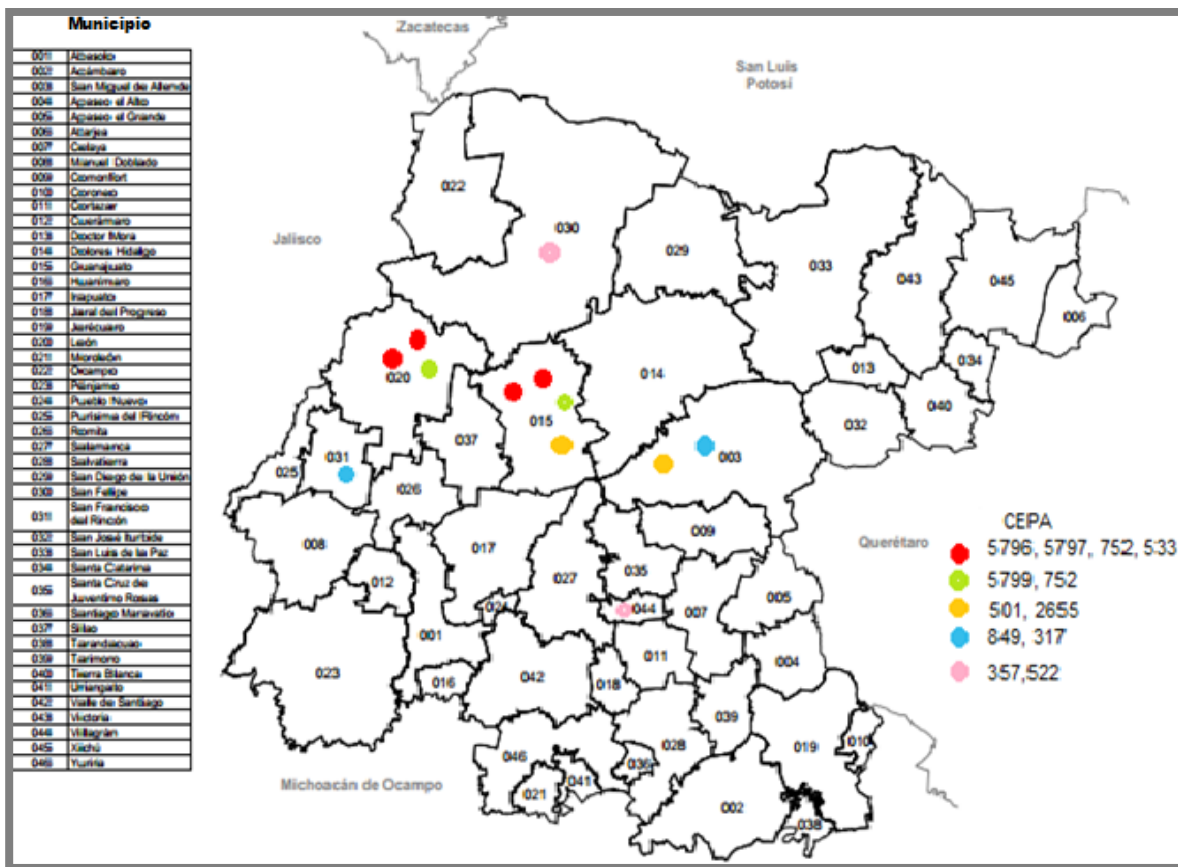 Municipio
001 Abasolo
002 Acámbaro
003 San Miguel de Allende
004 Apaseo el Alto
005 Apaseo el Grande
006 Atarjea
007 Celaya
008 Manuel Doblado
009 Comonfort
010 Coroneo
011 Cortazar
012 Cuerámaro
013 Doctor Mora
014 Dolores Hidalgo
015 Guanajuato
016 Huanímaro
017 Irapuato
018 Jaral del Progreso
019 Jerécuaro
020 León
021 Moroleón
022 Ocampo
023 Pénjamo
024 Pueblo Nuevo
025 Purísima del Rincón
026 Romita
027 Salamanca
028 Salvatierra
029 San Diego de la Unión
030 San Felipe
031 San Francisco
del Rincón
032 San José Iturbide
033 San Luis de la Paz
034 Santa Catarina
035 Santa Cruz de
Juventino Rosas
036 Santiago Maravatío
037 Silao
038 Tarandacuao
039 Tarimoro
040 Tierra Blanca
041 Uriangato
042 Valle de Santiago
043 Victoria
044 Villagrán
045 Xichú
046 Yuriria
Zacatecas
San Luis
Potosí
Jalisco
022
030
029
033
043
045
006
020
037
015
014
013
034
040
032
025
031
026
003
008
012
017
027
009
035
044
007
005
024
001
023
016
042
018
011
004
039
028
036
019
010
046
021
041
002
038
Querétaro
Michoacán de Ocampo
CEIPA
5796, 5797, 752, 533
5799, 752
501, 2655
849, 317
357,522